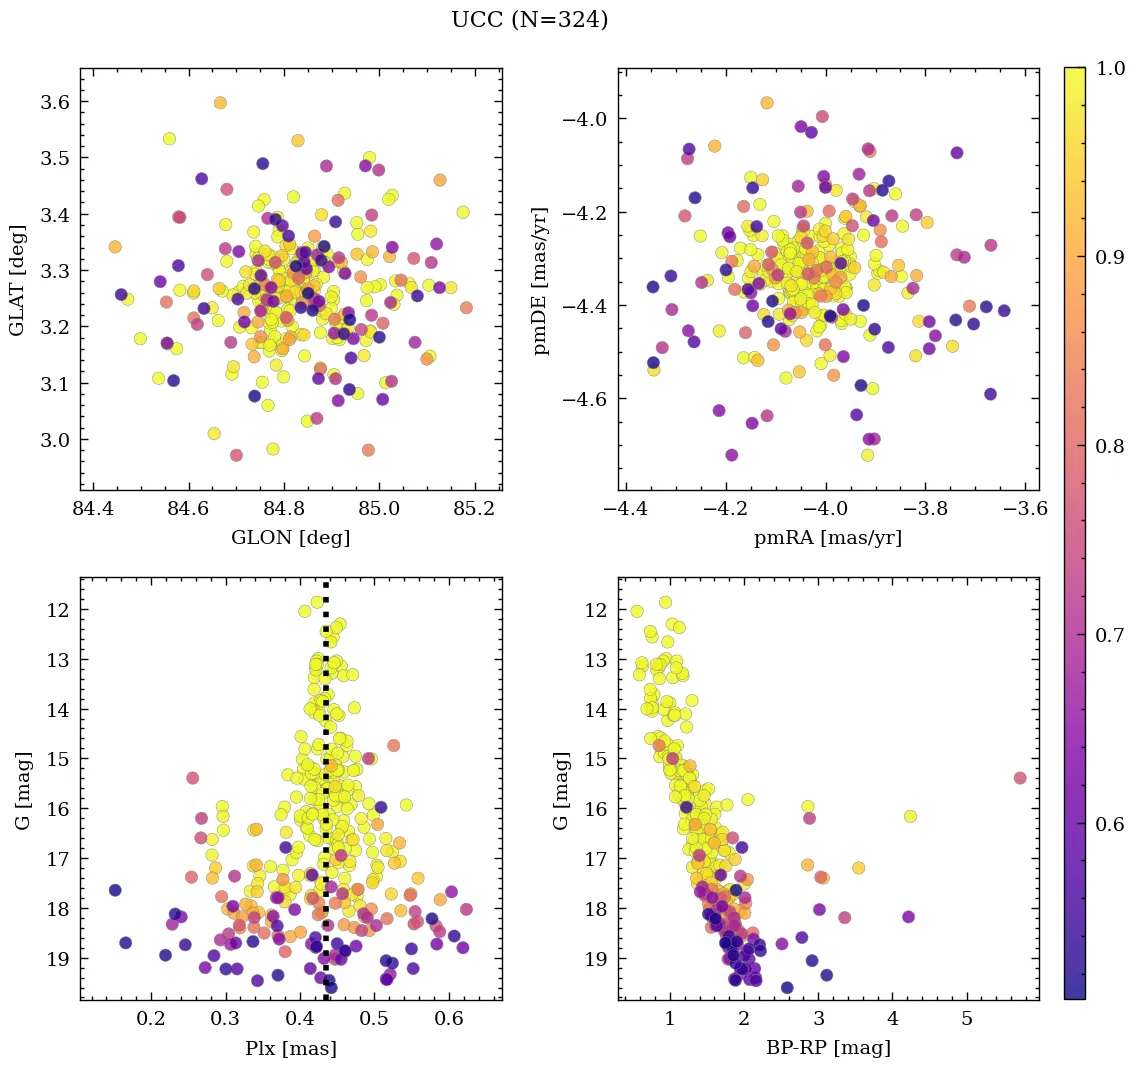 UCC (N=324)
3.6
3.5
3.4
3.3
3.2
3.1
3.0
GLAT [deg]
84.4 84.6 84.8 85.0 85.2
GLON [deg]
−4.0
−4.2
−4.4
−4.6
pmDE [mas/yr]
−4.4 −4.2 −4.0 −3.8 −3.6
pmRA [mas/yr]
1.0
0.9
0.8
0.7
0.6
12
13
14
15
16
17
18
19
G [mag]
0.2 0.3 0.4 0.5 0.6
Plx [mas]
12
13
14
15
16
17
18
19
G [mag]
1 2 3 4 5
BP-RP [mag]